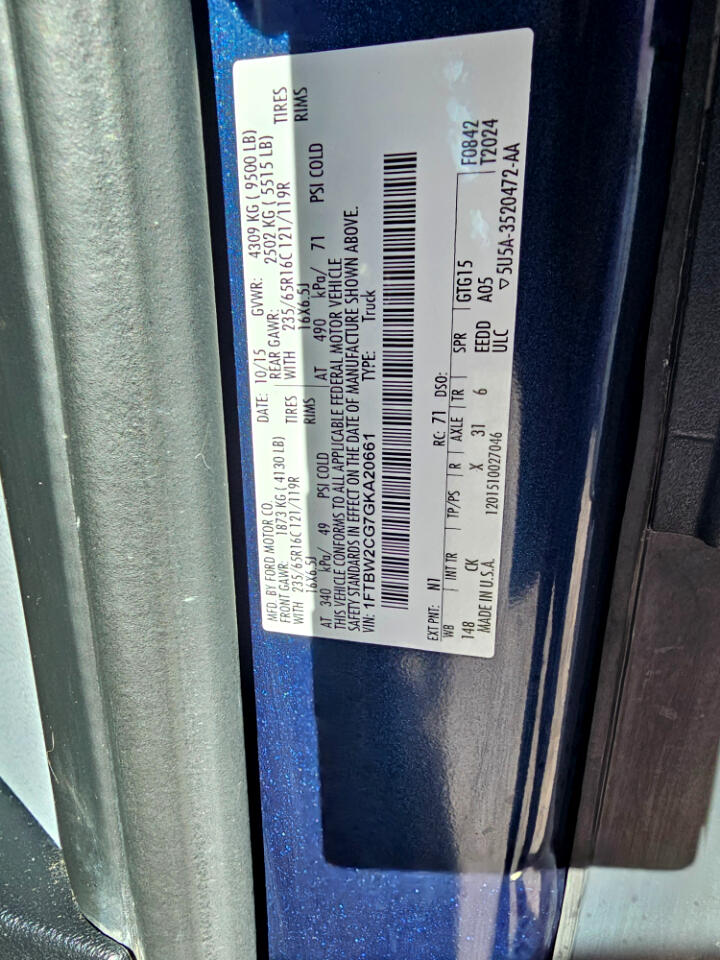 MFD. BY FORD MOTOR CO.
DATE: 10/15 GVWR: 4309 KG ( 9500 LB)
FRONT GAWR: 1873 KG ( 4130 LB) REAR GAWR: 2502 KG ( 5515 LB)
WITH 235/65R16C 121/119R TIRES WITH 235/65R16C 121/119R TIRES
16X6.5J RIMS 16X6.5J RIMS
AT 340 kPa/ 49 PSI COLD AT 490 kPa/ 71 PSI COLD
THIS VEHICLE CONFORMS TO ALL APPLICABLE FEDERAL MOTOR VEHICLE
SAFETY STANDARDS IN EFFECT ON THE DATE OF MANUFACTURE SHOWN ABOVE.
VIN: 1FTBW2CG7GKA20661 TYPE: Truck
EXT PNT: N1 RC: 71 DSO: F0842
WB INT TR TP/PS R AXLE TR SPR GTG15 T2024
148 CK X 31 6 EEDD A05
MADE IN U.S.A. 1201510027046 ULC ▽5U5A-3520472-AA